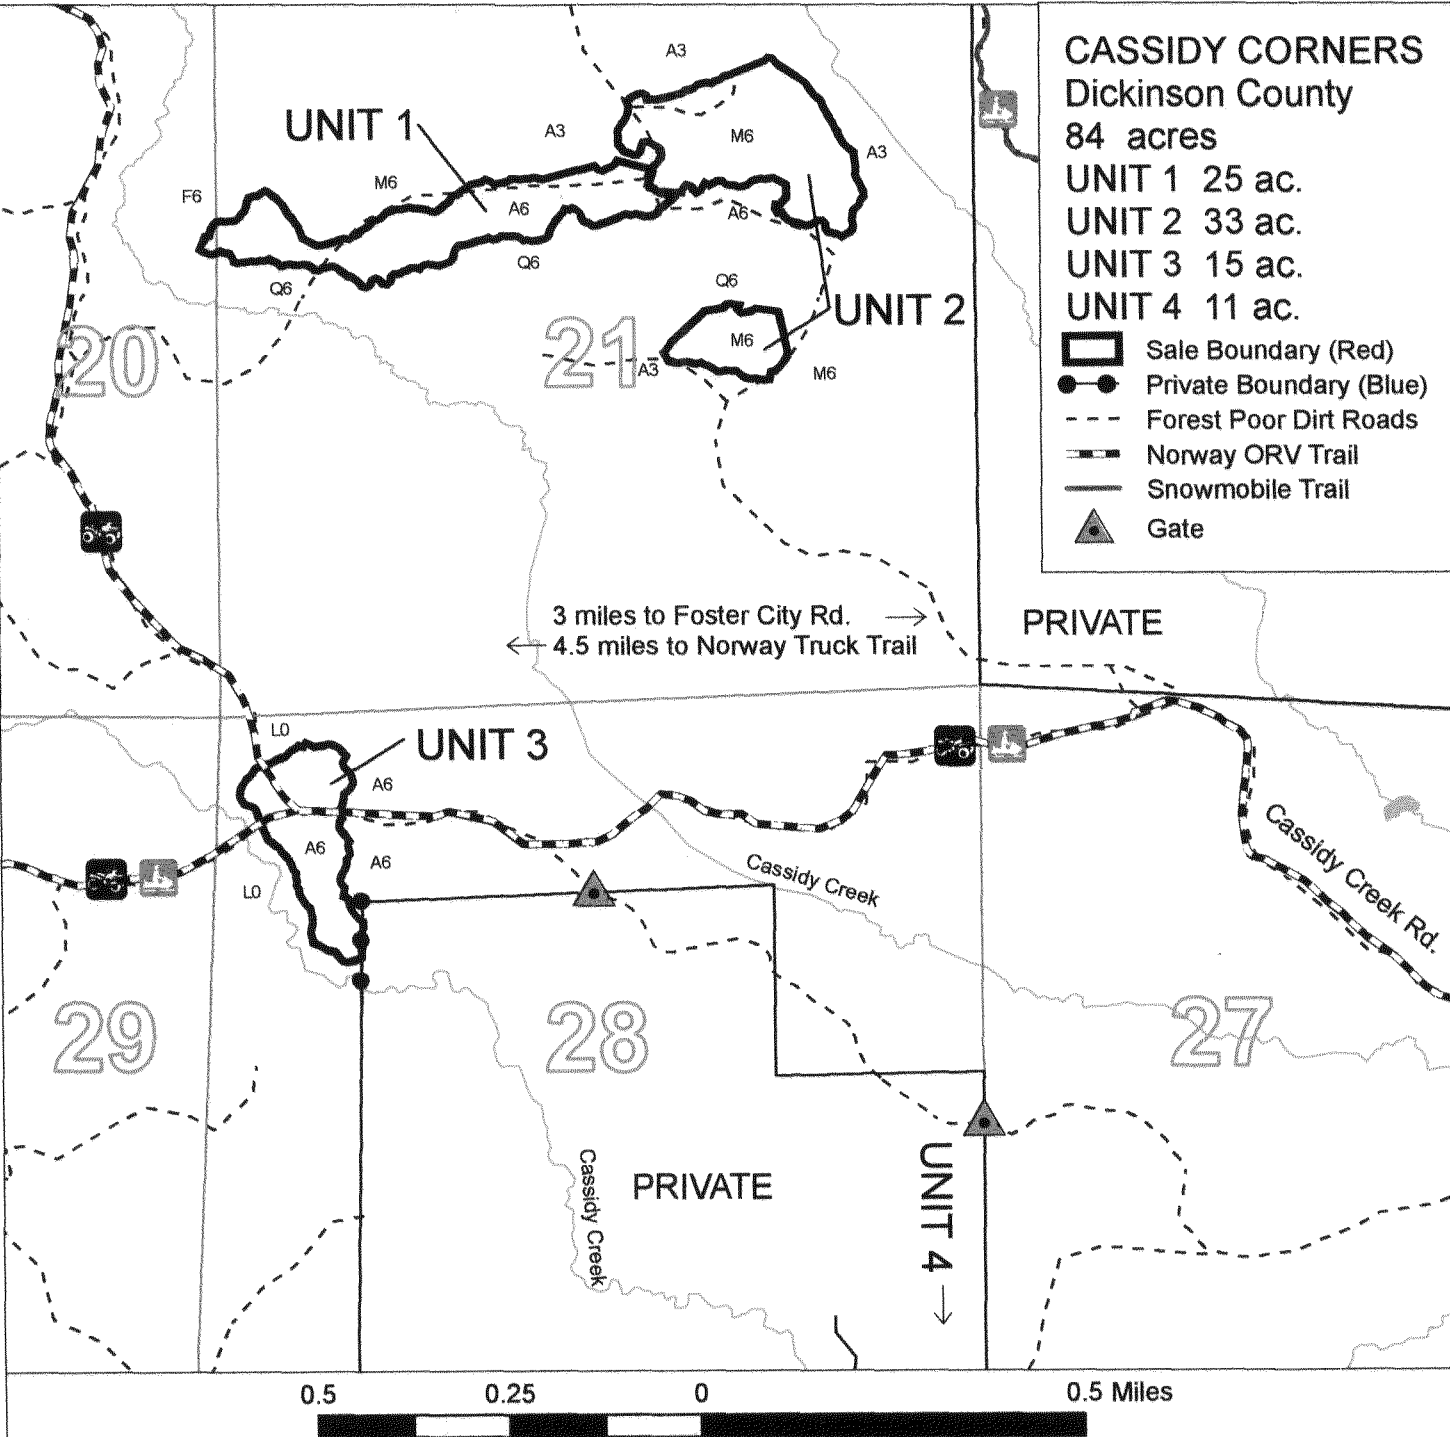 CASSIDY CORNERS
Dickinson County
84 acres
UNIT 1 25 ac.
UNIT 2 33 ac.
UNIT 3 15 ac.
UNIT 4 11 ac.
Sale Boundary (Red)
Private Boundary (Blue)
Forest Poor Dirt Roads
Norway ORV Trail
Snowmobile Trail
Gate
A3
UNIT 1
A3
M6
A3
M6
F6
A6
A6
Q6
Q6
Q6
UNIT 2
20
21
M6
A3
M6
3 miles to Foster City Rd.
4.5 miles to Norway Truck Trail
PRIVATE
L0
UNIT 3
A6
A6
A6
L0
Cassidy Creek
Cassidy Creek Rd.
29
28
27
Cassidy Creek
PRIVATE
UNIT 4
0.5 0.25 0 0.5 Miles